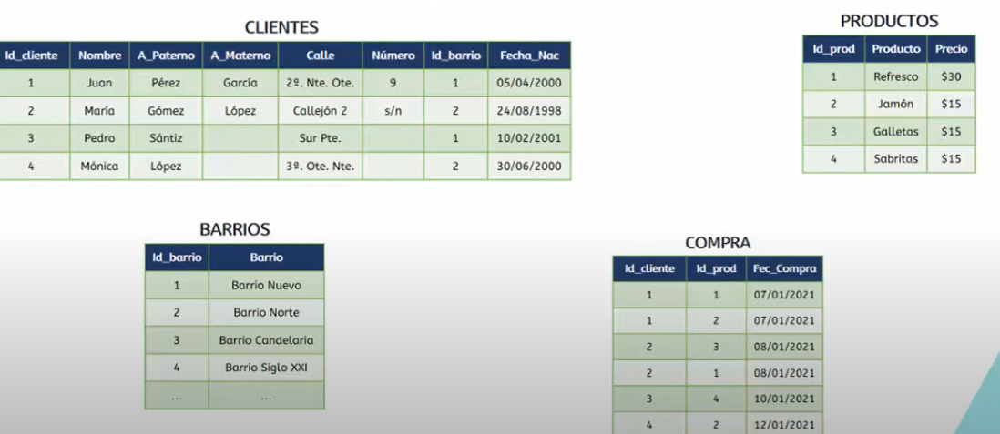 CLIENTES
Id_cliente Nombre A_Paterno A_Materno Calle Número Id_barrio Fecha_Nac
1 Juan Pérez García 2ª. Nte. Ote. 9 1 05/04/2000
2 María Gómez López Callejón 2 s/n 2 24/08/1998
3 Pedro Sántiz Sur Pte. 1 10/02/2001
4 Mónica López 3ª. Ote. Nte. 2 30/06/2000
PRODUCTOS
Id_prod Producto Precio
1 Refresco $30
2 Jamón $15
3 Galletas $15
4 Sabritas $15
BARRIOS
Id_barrio Barrio
1 Barrio Nuevo
2 Barrio Norte
3 Barrio Candelaria
4 Barrio Siglo XXI
... ...
COMPRA
Id_cliente Id_prod Fec_Compra
1 1 07/01/2021
1 2 07/01/2021
2 3 08/01/2021
2 1 08/01/2021
3 4 10/01/2021
4 2 12/01/2021